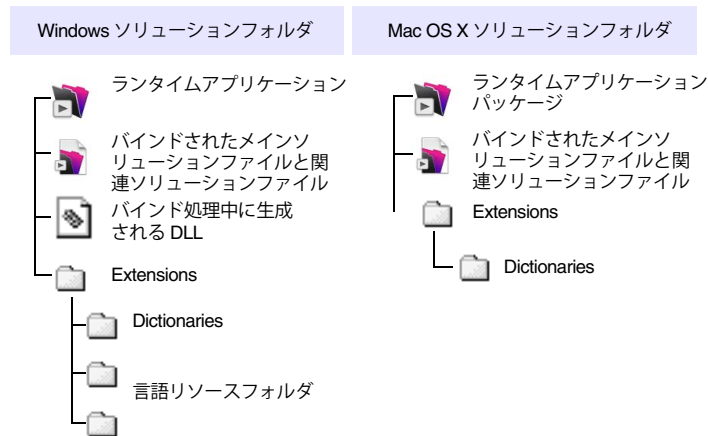 Windows ソリューションフォルダ
ランタイムアプリケーション
バインドされたメインソ
リューションファイルと関
連ソリューションファイル
バインド処理中に生成
される DLL
Extensions
Dictionaries
言語リソースフォルダ
Mac OS X ソリューションフォルダ
ランタイムアプリケーション
パッケージ
バインドされたメインソ
リューションファイルと関
連ソリューションファイル
Extensions
Dictionaries